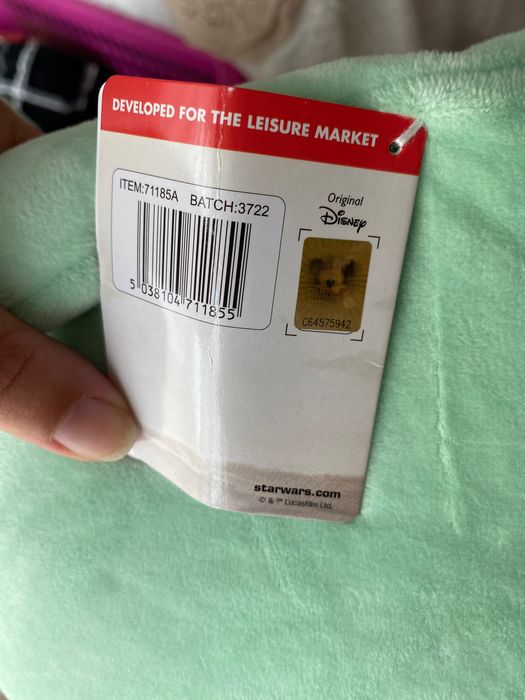 DEVELOPED FOR THE LEISURE MARKET
ITEM:71185A BATCH:3722
5 038104 711855
Original
Disney
C64575942
starwars.com
© & ™ Lucasfilm Ltd.